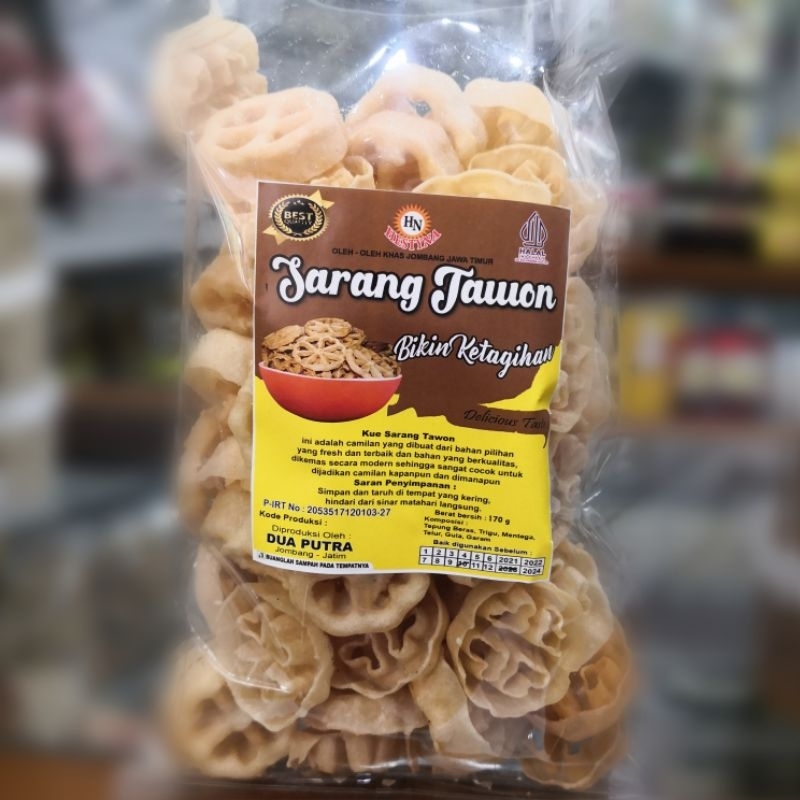 BEST
QUALITY
HN
HESTINA
HALAL
OLEH - OLEH KHAS JOMBANG JAWA TIMUR
Sarang Tawon
Bikin Ketagihan
Delicious Taste
Kue Sarang Tawon
ini adalah camilan yang dibuat dari bahan pilihan
yang fresh dan terbaik dan bahan yang berkualitas,
dikemas secara modern sehingga sangat cocok untuk
dijadikan camilan kapanpun dan dimanapun
Saran Penyimpanan :
Simpan dan taruh di tempat yang kering,
hindari dari sinar matahari langsung.
P-IRT No : 2053517120103-27
Kode Produksi :
Diproduksi Oleh :
DUA PUTRA
Jombang - Jatim
BUANGLAH SAMPAH PADA TEMPATNYA
Berat bersih : 170 g
Komposisi :
Tepung Beras, Trigu, Mentega,
Telur, Gula, Garam
Baik digunakan Sebelum :
1 2 3 4 5 6 2021 2022
7 8 9 10 11 12 2024